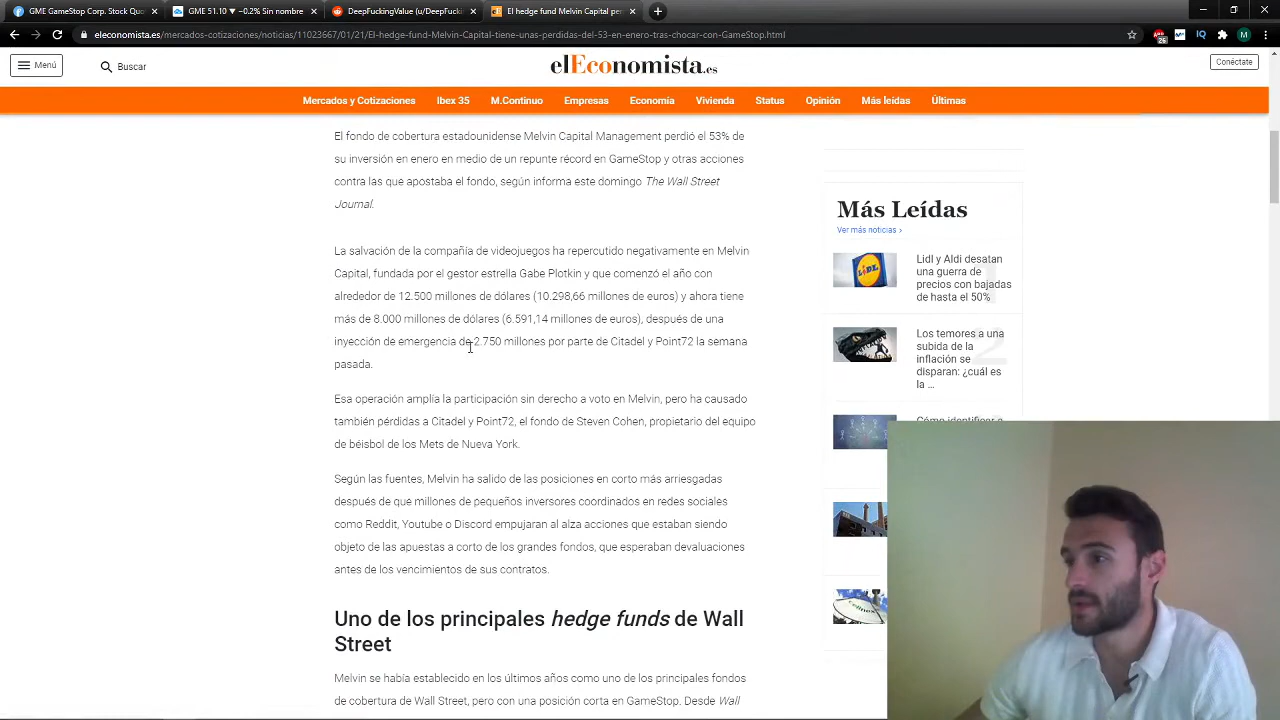 GME GameStop Corp. Stock Quo
GME 51.10 ▼ −0.2% Sin nombre
DeepFuckingValue (u/DeepFucki
El hedge fund Melvin Capital per
eleconomista.es/mercados-cotizaciones/noticias/11023667/01/21/El-hedge-fund-Melvin-Capital-tiene-unas-perdidas-del-53-en-enero-tras-chocar-con-GameStop.html
26
IQ
M
Menú
Buscar
elEconomista.es
Conéctate
Mercados y Cotizaciones Ibex 35 M.Continuo Empresas Economía Vivienda Status Opinión Más leídas Últimas
El fondo de cobertura estadounidense Melvin Capital Management perdió el 53% de
su inversión en enero en medio de un repunte récord en GameStop y otras acciones
contra las que apostaba el fondo, según informa este domingo The Wall Street
Journal.
La salvación de la compañía de videojuegos ha repercutido negativamente en Melvin
Capital, fundada por el gestor estrella Gabe Plotkin y que comenzó el año con
alrededor de 12.500 millones de dólares (10.298,66 millones de euros) y ahora tiene
más de 8.000 millones de dólares (6.591,14 millones de euros), después de una
inyección de emergencia de 2.750 millones por parte de Citadel y Point72 la semana
pasada.
Esa operación amplía la participación sin derecho a voto en Melvin, pero ha causado
también pérdidas a Citadel y Point72, el fondo de Steven Cohen, propietario del equipo
de béisbol de los Mets de Nueva York.
Según las fuentes, Melvin ha salido de las posiciones en corto más arriesgadas
después de que millones de pequeños inversores coordinados en redes sociales
como Reddit, Youtube o Discord empujaran al alza acciones que estaban siendo
objeto de las apuestas a corto de los grandes fondos, que esperaban devaluaciones
antes de los vencimientos de sus contratos.
Uno de los principales hedge funds de Wall
Street
Melvin se había establecido en los últimos años como uno de los principales fondos
de cobertura de Wall Street, pero con una posición corta en GameStop. Desde Wall
Más Leídas
Ver más noticias ›
LIDL
1
Lidl y Aldi desatan
una guerra de
precios con bajadas
de hasta el 50%
2
Los temores a una
subida de la
inflación se
disparan: ¿cuál es
la ...
Cómo identificar a